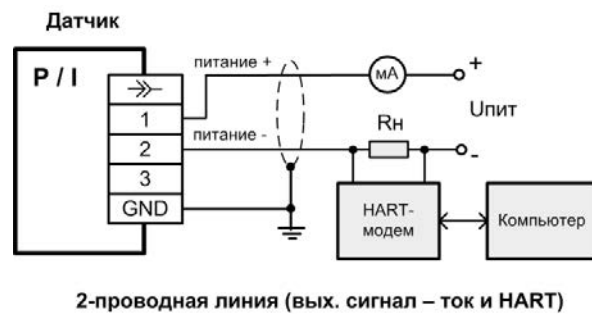 Датчик
P / I
питание +
мА
+
1
Uпит
питание -
Rн
2
-
3
GND
HART-
модем
Компьютер
2-проводная линия (вых. сигнал – ток и HART)